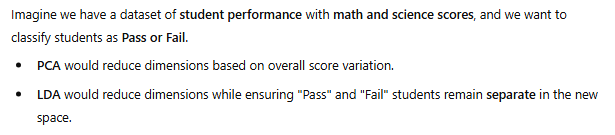 Imagine we have a dataset of student performance with math and science scores, and we want to
classify students as Pass or Fail.
• PCA would reduce dimensions based on overall score variation.
• LDA would reduce dimensions while ensuring "Pass" and "Fail" students remain separate in the new
space.